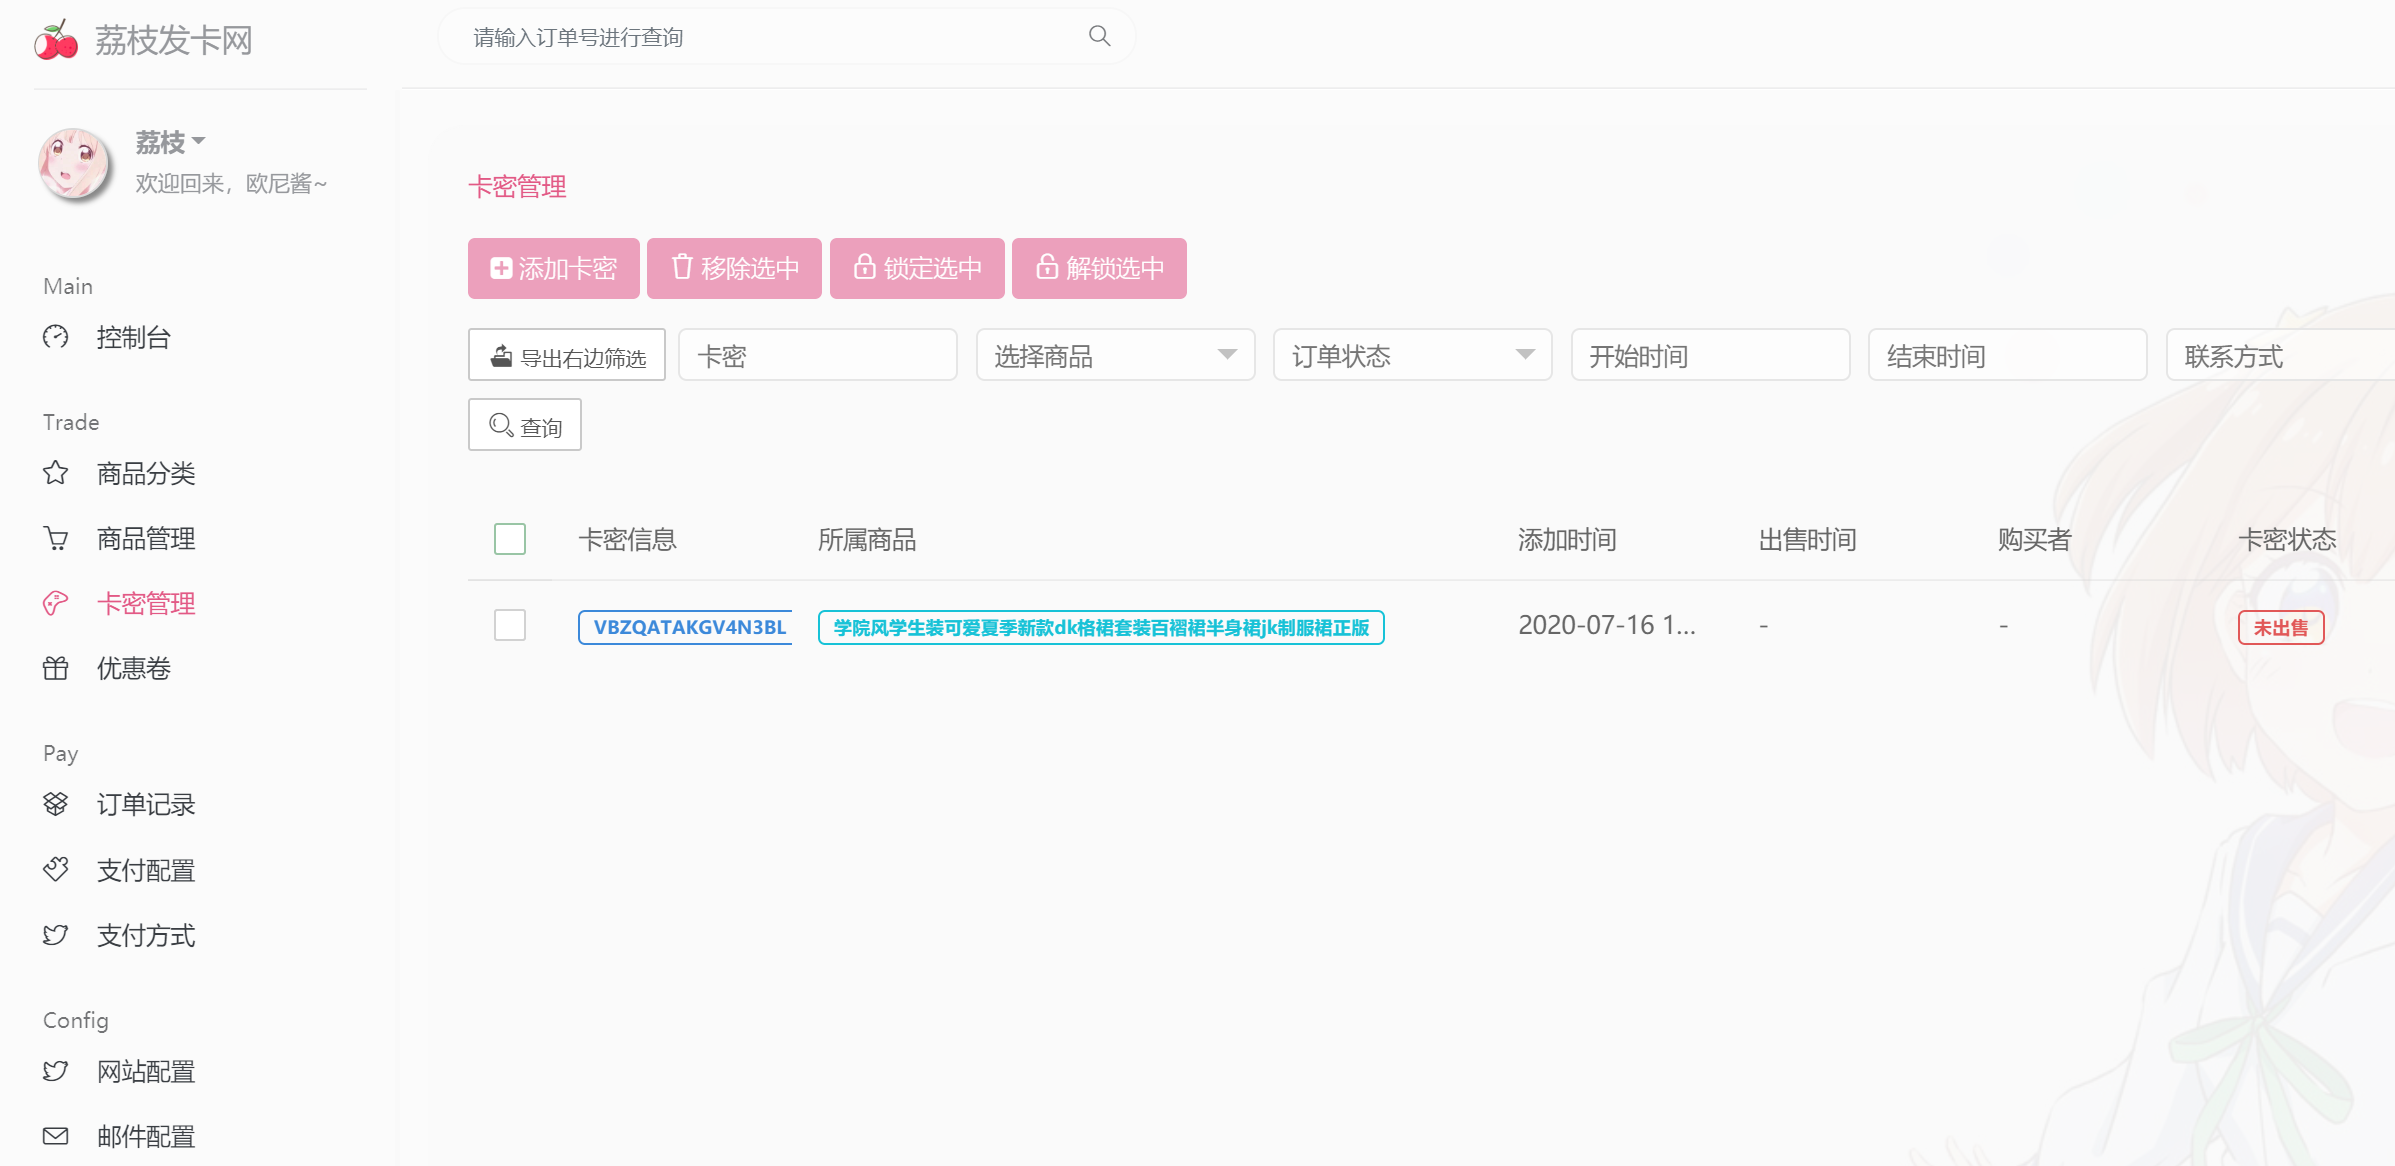 荔枝发卡网
请输入订单号进行查询
荔枝
欢迎回来，欧尼酱~
Main
控制台
Trade
商品分类
商品管理
卡密管理
优惠卷
Pay
订单记录
支付配置
支付方式
Config
网站配置
邮件配置
卡密管理
添加卡密 移除选中 锁定选中 解锁选中
导出右边筛选 卡密 选择商品 订单状态 开始时间 结束时间 联系方式
查询
卡密信息 所属商品 添加时间 出售时间 购买者 卡密状态
VBZQATAKGV4N3BL 学院风学生装可爱夏季新款dk格裙套装百褶裙半身裙jk制服裙正版 2020-07-16 1... - - 未出售